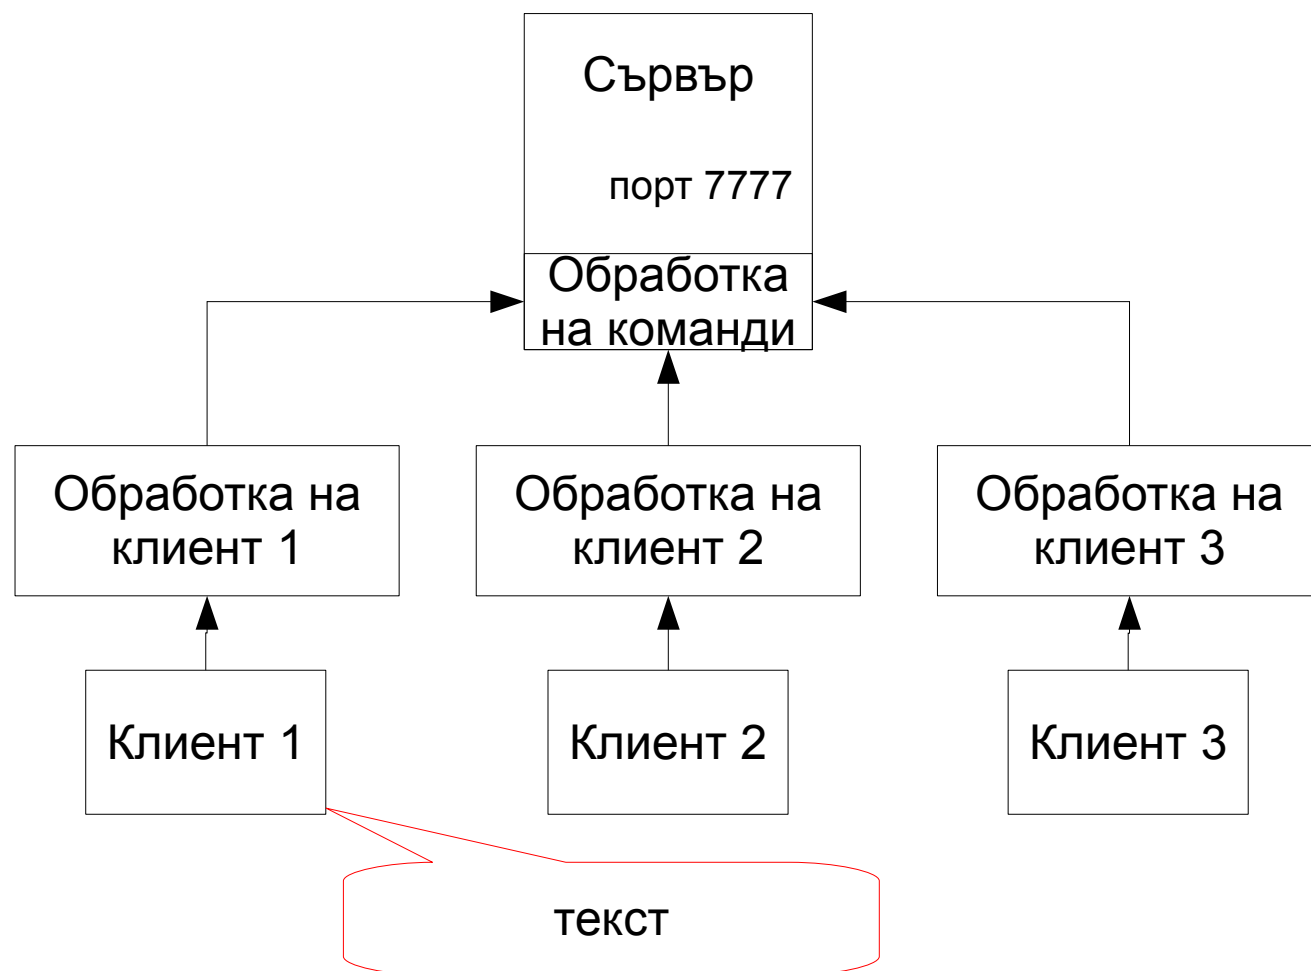 Сървър
порт 7777
Обработка
на команди
Обработка на
клиент 1
Обработка на
клиент 2
Обработка на
клиент 3
Клиент 1
Клиент 2
Клиент 3
текст